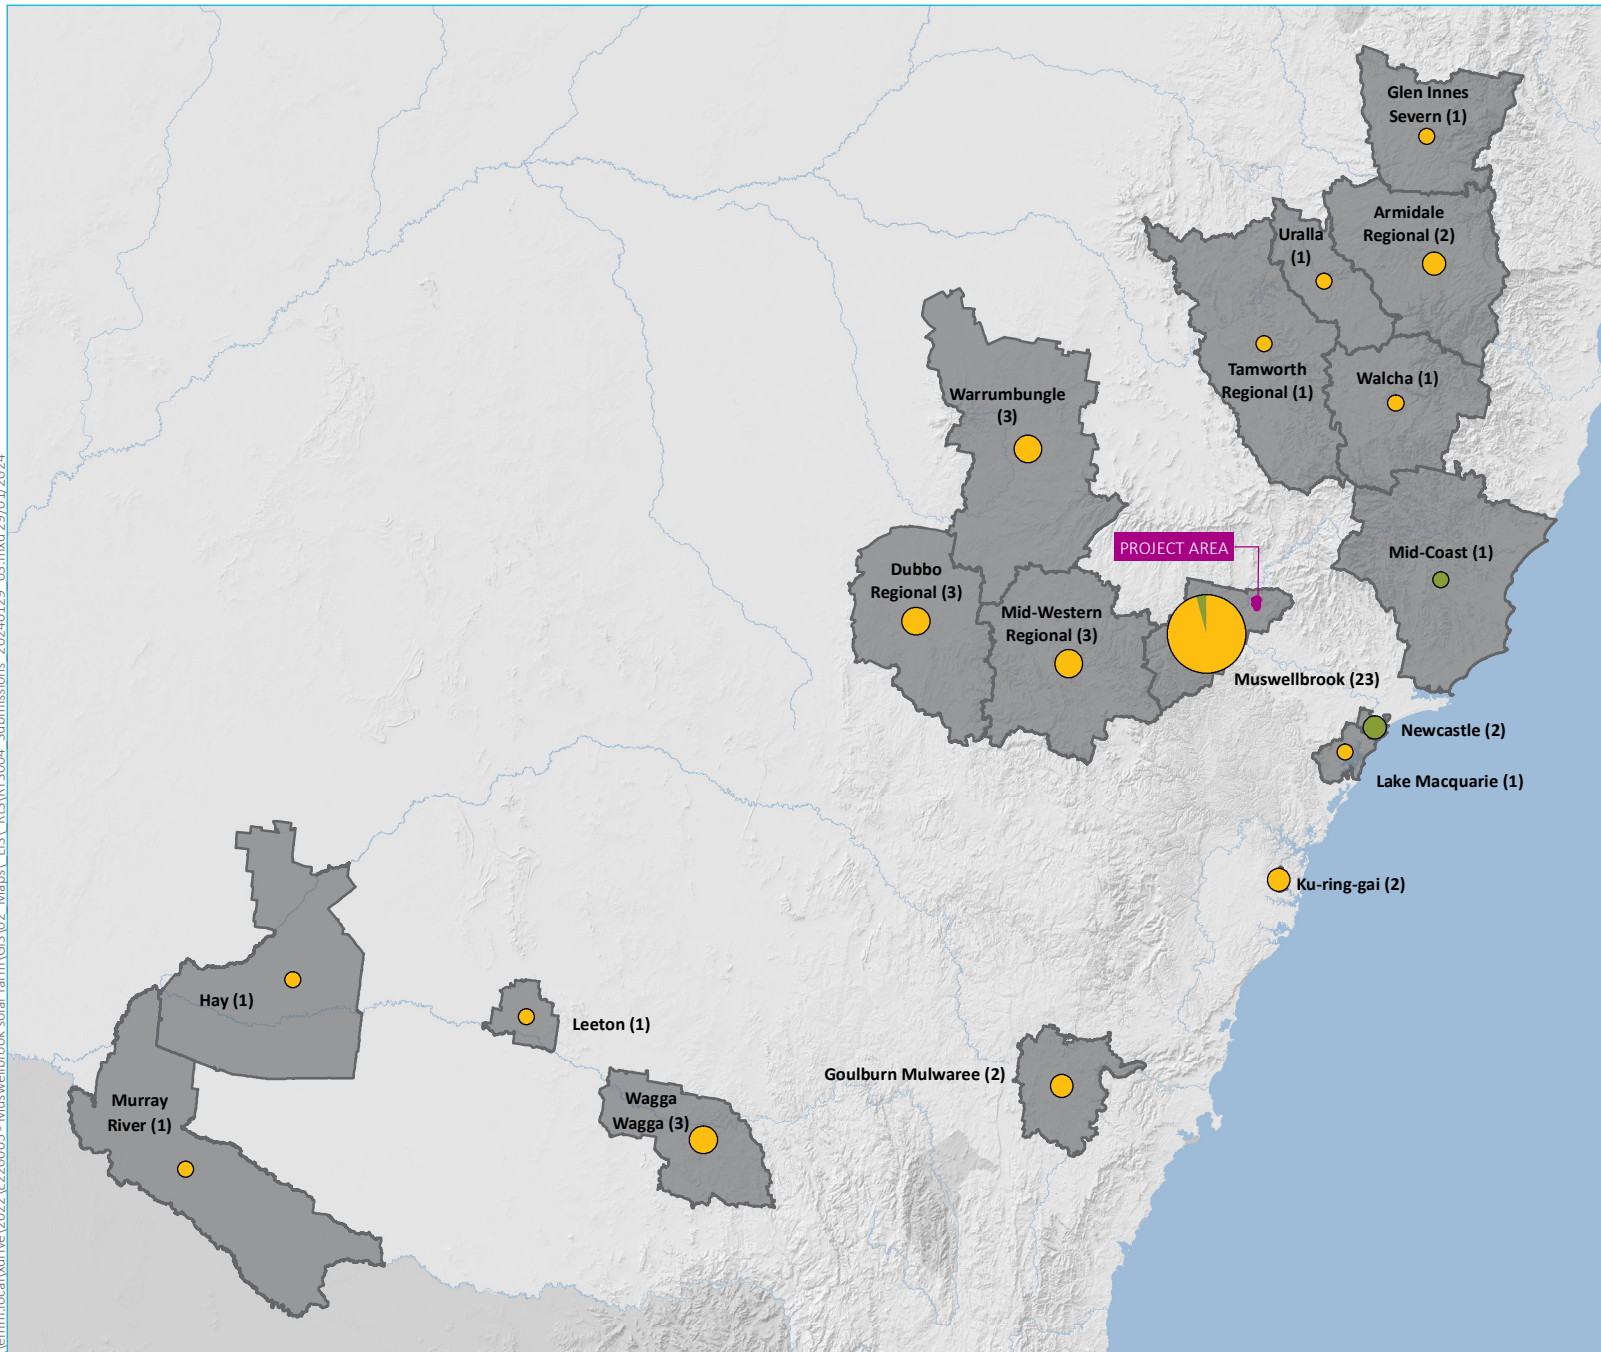 Glen Innes
Severn (1)
Armidale
Regional (2)
Uralla
(1)
Tamworth
Regional (1)
Walcha (1)
Warrumbungle
(3)
PROJECT AREA
Mid-Coast (1)
Dubbo
Regional (3)
Mid-Western
Regional (3)
Muswellbrook (23)
Newcastle (2)
Lake Macquarie (1)
Ku-ring-gai (2)
Hay (1)
Leeton (1)
Goulburn Mulwaree (2)
Murray
River (1)
Wagga
Wagga (3)